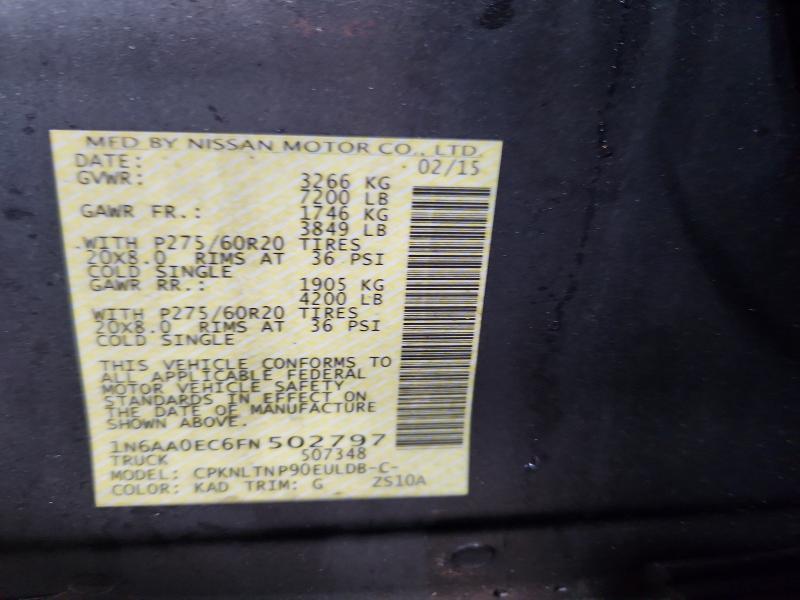 MFD BY NISSAN MOTOR CO., LTD.
DATE: 02/15
GVWR: 3266 KG
7200 LB
GAWR FR.: 1746 KG
3849 LB
WITH P275/60R20 TIRES
20X8.0 RIMS AT 36 PSI
COLD SINGLE
GAWR RR.: 1905 KG
4200 LB
WITH P275/60R20 TIRES
20X8.0 RIMS AT 36 PSI
COLD SINGLE
THIS VEHICLE CONFORMS TO
ALL APPLICABLE FEDERAL
MOTOR VEHICLE SAFETY
STANDARDS IN EFFECT ON
THE DATE OF MANUFACTURE
SHOWN ABOVE.
1N6AA0EC6FN502797
TRUCK 507348
MODEL: CPKNLTNP90EULDB-C-
COLOR: KAD TRIM: G ZS10A